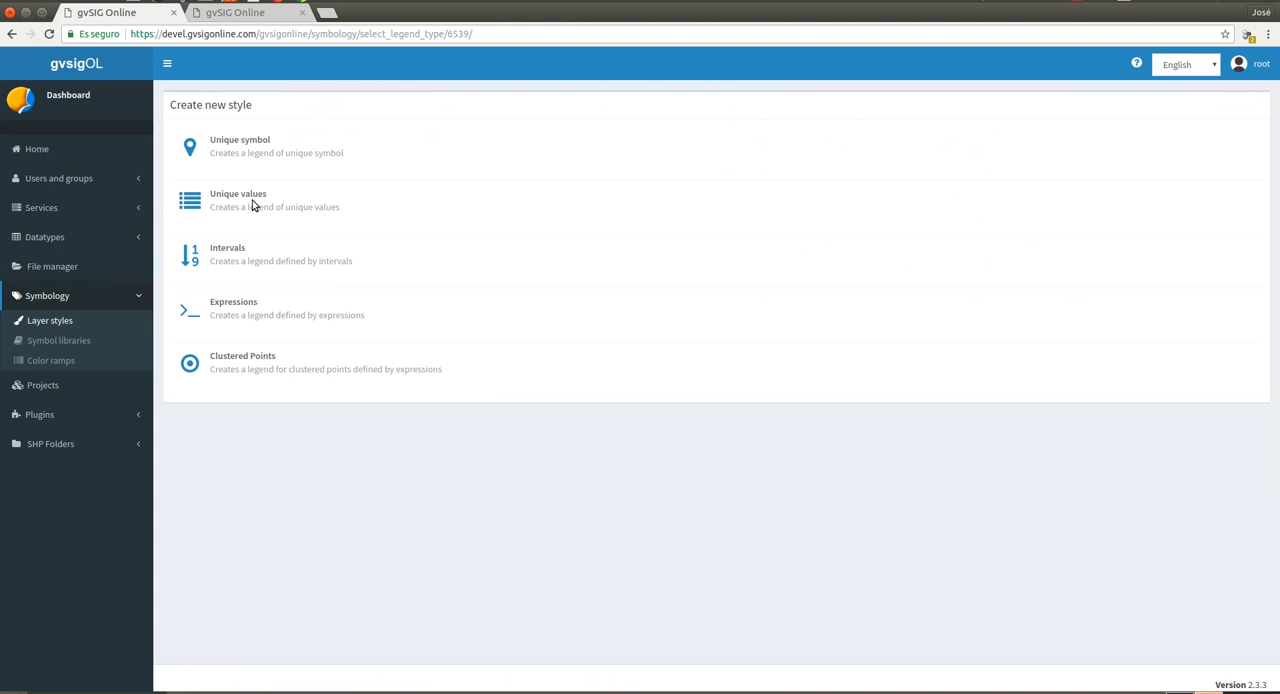 gvSIG Online
gvSIG Online
José
Es seguro
https://devel.gvsigonline.com/gvsigonline/symbology/select_legend_type/6539/
gvsigOL
English
root
Dashboard
Home
Users and groups
Services
Datatypes
File manager
Symbology
Layer styles
Symbol libraries
Color ramps
Projects
Plugins
SHP Folders
Create new style
Unique symbol
Creates a legend of unique symbol
Unique values
Creates a legend of unique values
1
9
Intervals
Creates a legend defined by intervals
Expressions
Creates a legend defined by expressions
Clustered Points
Creates a legend for clustered points defined by expressions
Version 2.3.3